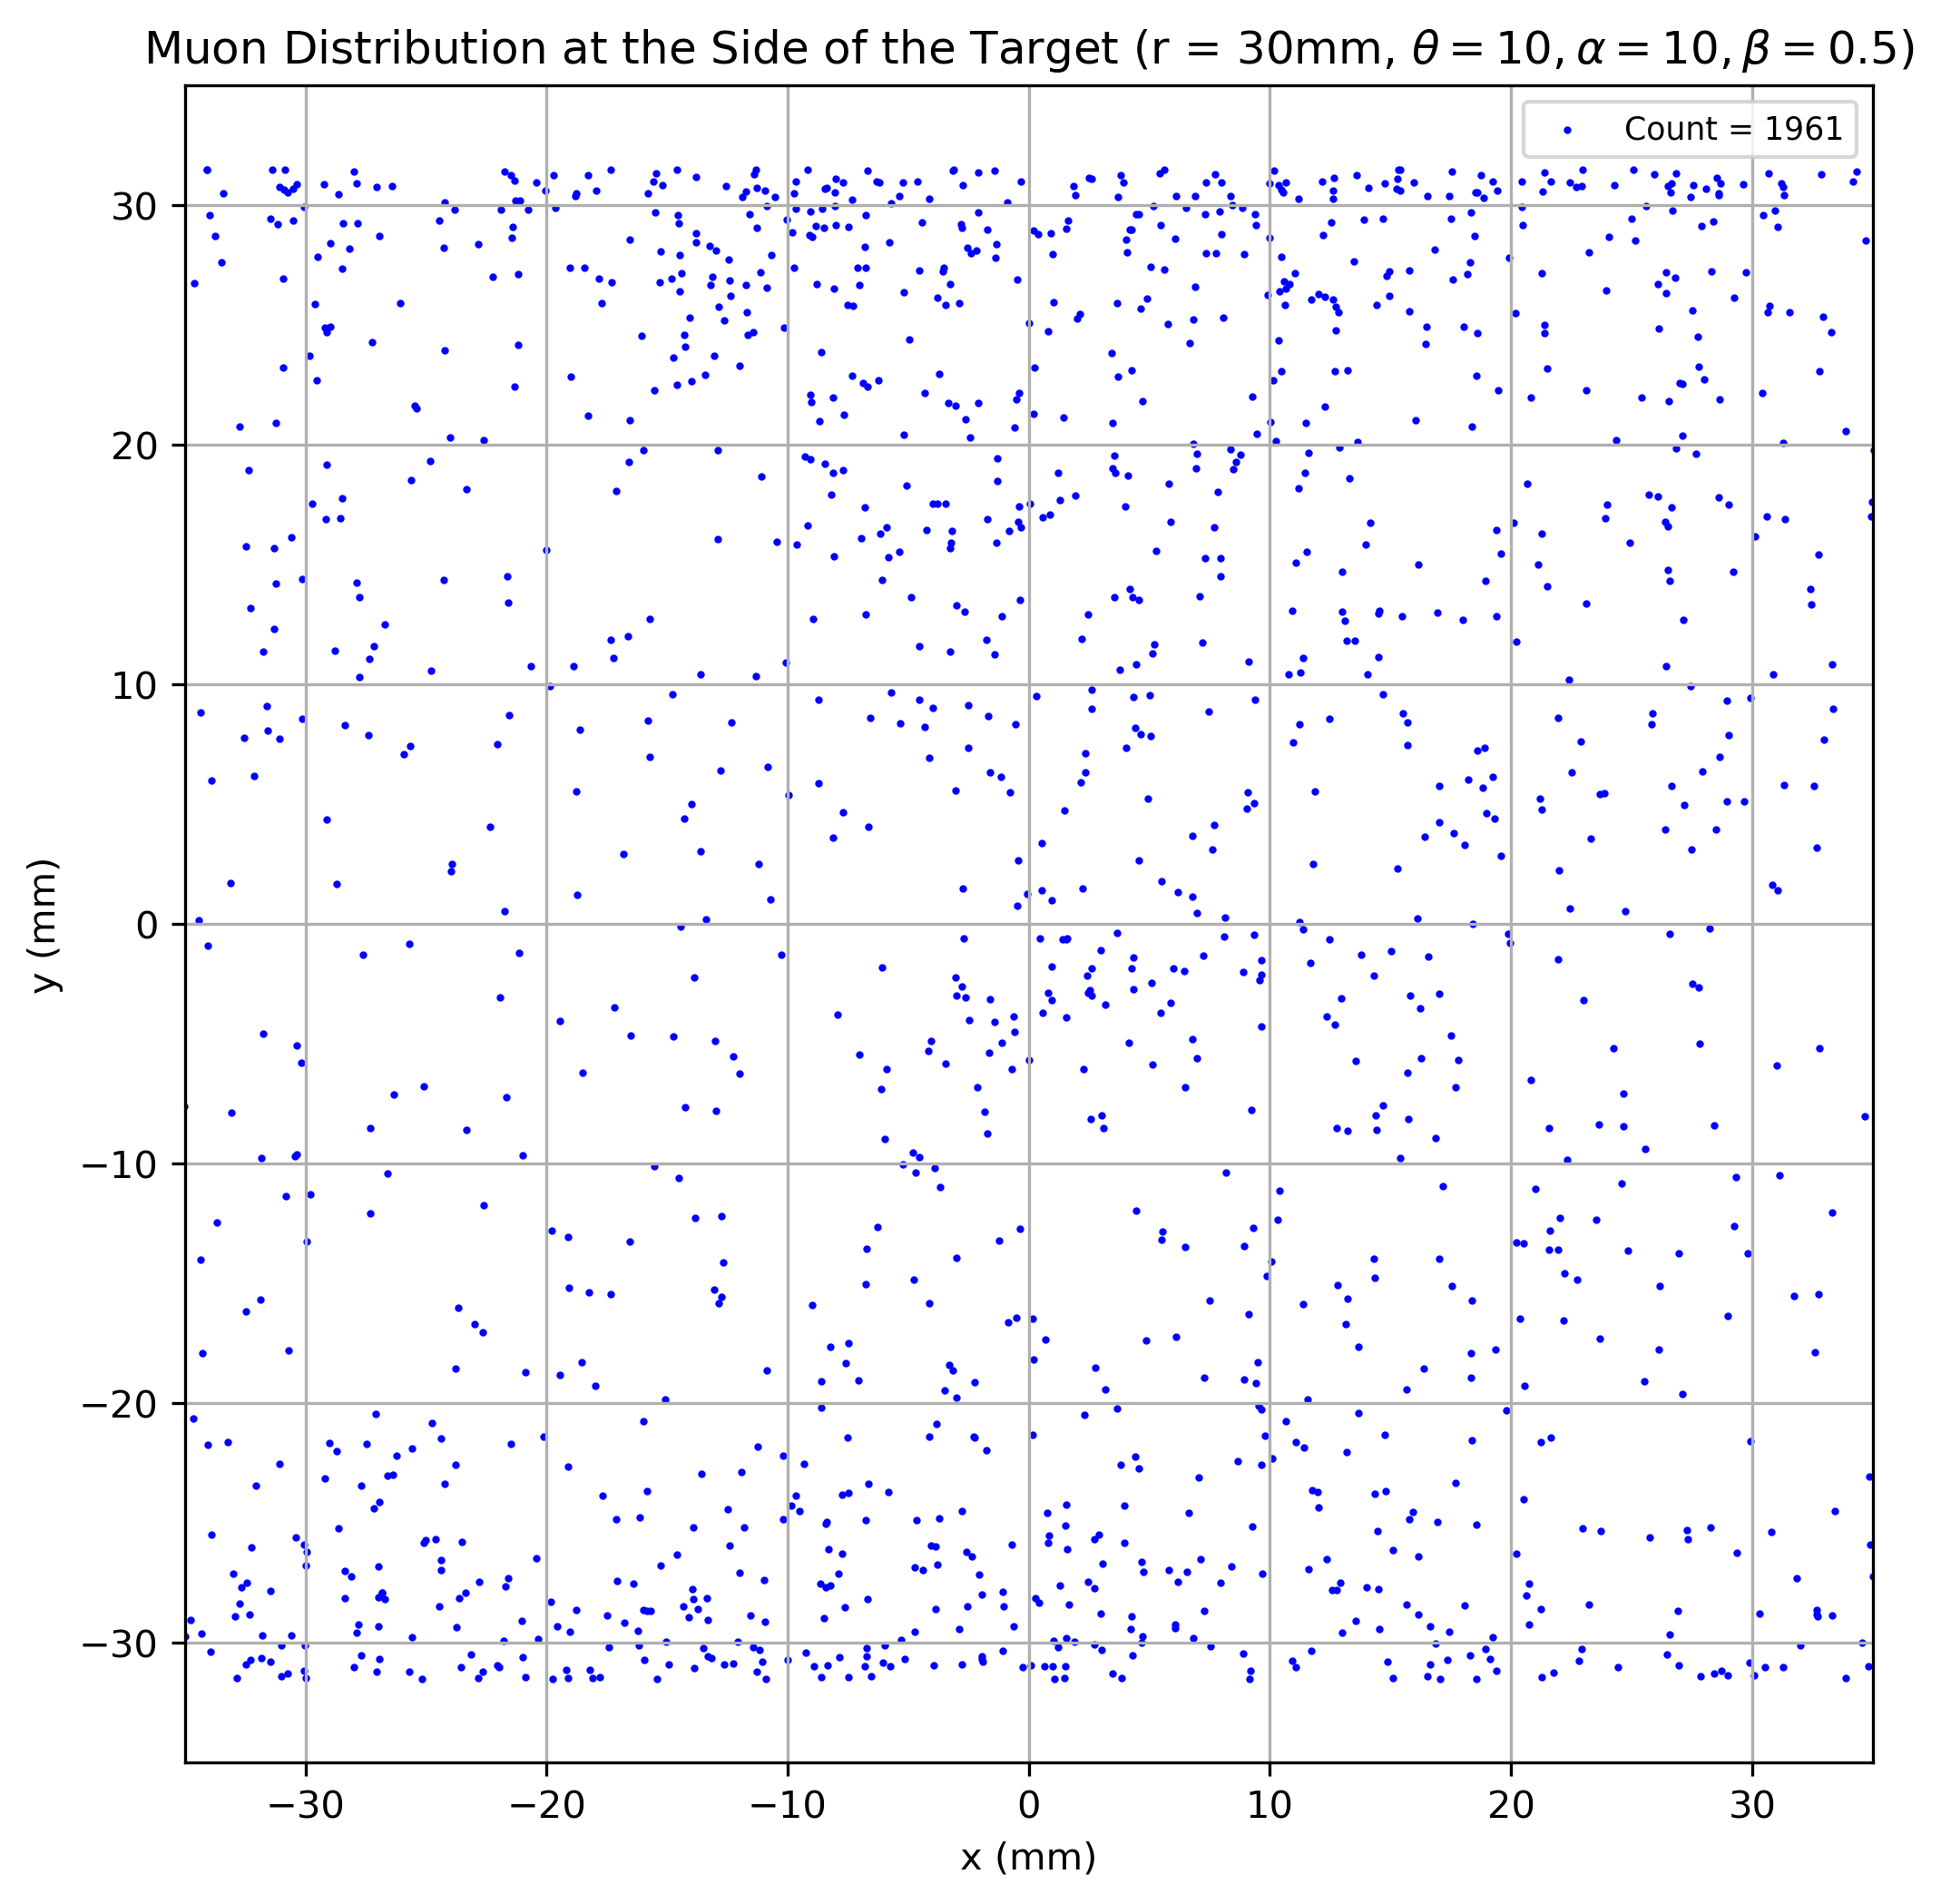 Muon Distribution at the Side of the Target (r = 30mm, θ = 10, α = 10, β = 0.5)
Count = 1961
30
20
10
0
−10
−20
−30
y (mm)
−30 −20 −10 0 10 20 30
x (mm)